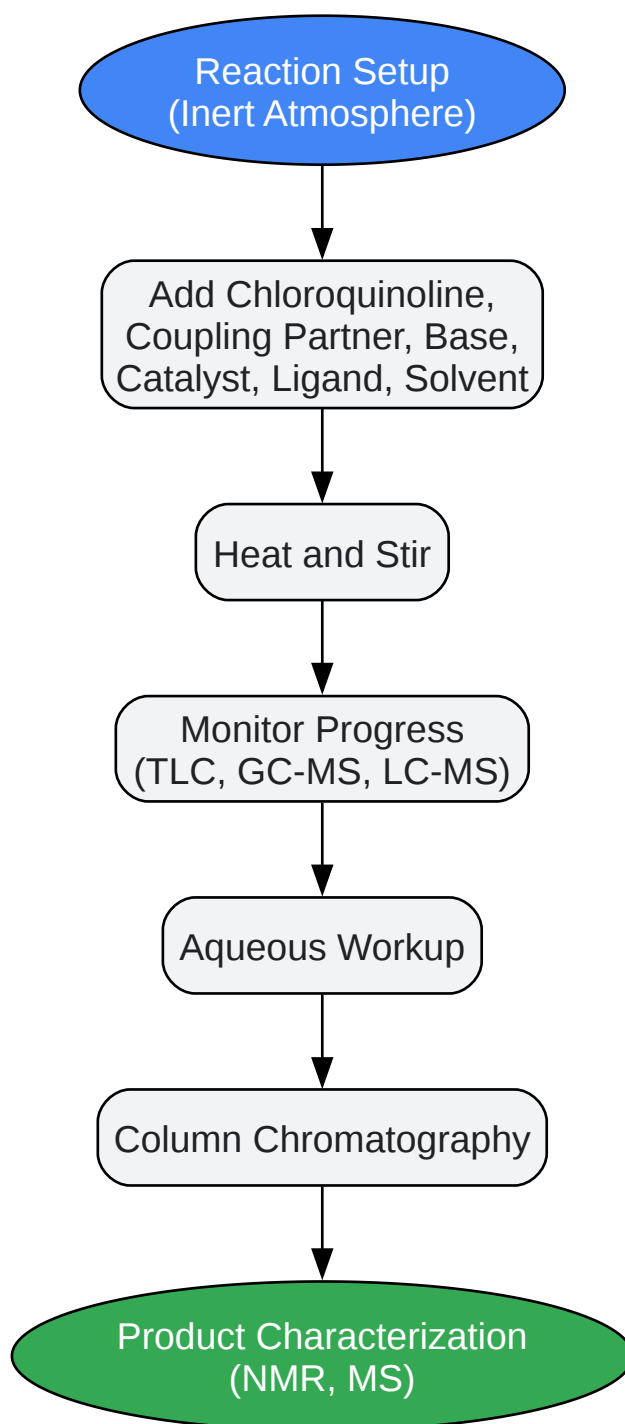 Reaction Setup
(Inert Atmosphere)
Add Chloroquinoline,
Coupling Partner, Base,
Catalyst, Ligand, Solvent
Heat and Stir
Monitor Progress
(TLC, GC-MS, LC-MS)
Aqueous Workup
Column Chromatography
Product Characterization
(NMR, MS)